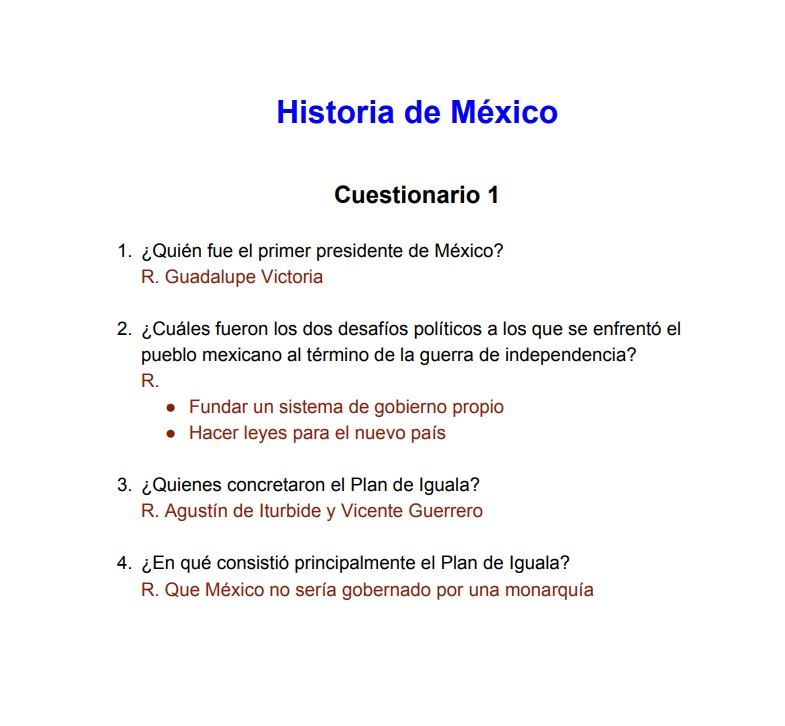 Historia de México
Cuestionario 1
1. ¿Quién fue el primer presidente de México?
R. Guadalupe Victoria
2. ¿Cuáles fueron los dos desafíos políticos a los que se enfrentó el
pueblo mexicano al término de la guerra de independencia?
R.
● Fundar un sistema de gobierno propio
● Hacer leyes para el nuevo país
3. ¿Quienes concretaron el Plan de Iguala?
R. Agustín de Iturbide y Vicente Guerrero
4. ¿En qué consistió principalmente el Plan de Iguala?
R. Que México no sería gobernado por una monarquía